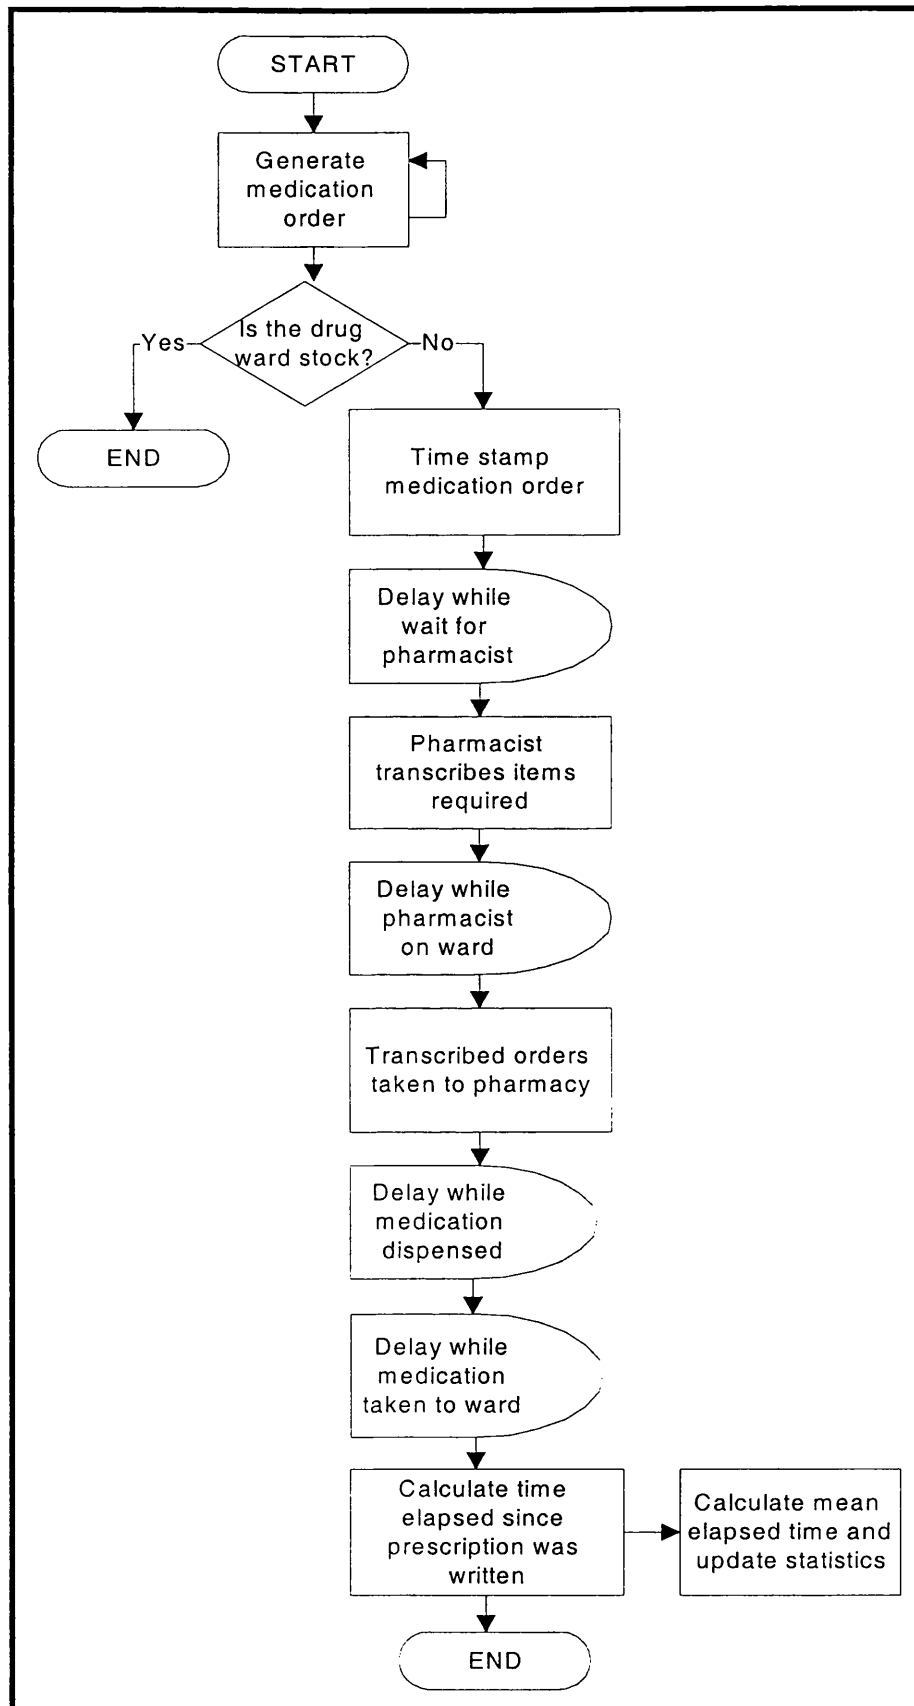 START
Generate
medication
order
Is the drug
ward stock?
Yes
No
END
Time stamp
medication order
Delay while
wait for
pharmacist
Pharmacist
transcribes items
required
Delay while
pharmacist
on ward
Transcribed orders
taken to pharmacy
Delay while
medication
dispensed
Delay while
medication
taken to ward
Calculate time
elapsed since
prescription was
written
Calculate mean
elapsed time and
update statistics
END